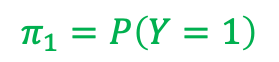 π₁ = P(Y = 1)